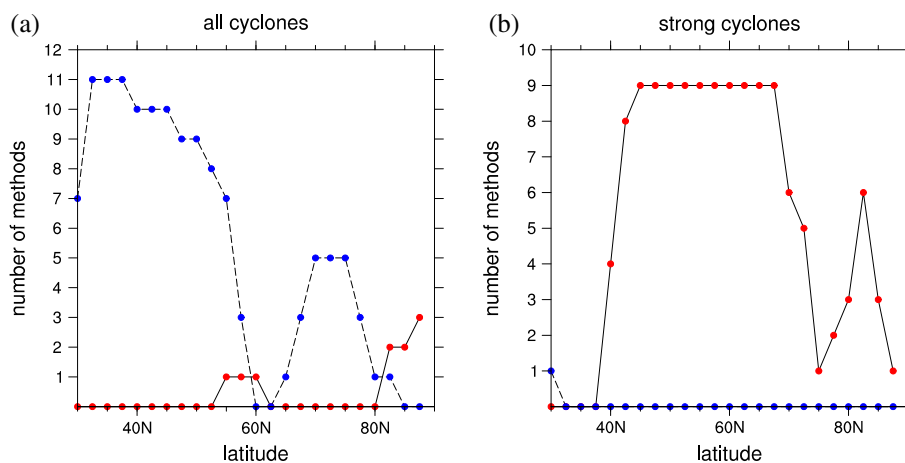 (a)
all cyclones
12
11
10
9
8
7
6
5
4
3
2
1
number of methods
40N 60N 80N
latitude
(b)
strong cyclones
10
9
8
7
6
5
4
3
2
1
number of methods
40N 60N 80N
latitude